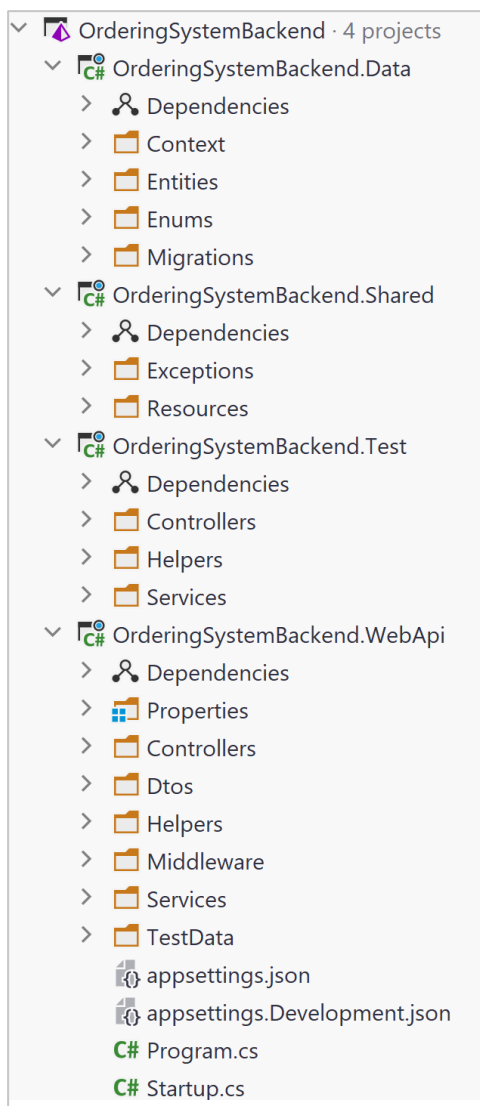 OrderingSystemBackend · 4 projects
C# OrderingSystemBackend.Data
Dependencies
Context
Entities
Enums
Migrations
C# OrderingSystemBackend.Shared
Dependencies
Exceptions
Resources
C# OrderingSystemBackend.Test
Dependencies
Controllers
Helpers
Services
C# OrderingSystemBackend.WebApi
Dependencies
Properties
Controllers
Dtos
Helpers
Middleware
Services
TestData
{} appsettings.json
{} appsettings.Development.json
C# Program.cs
C# Startup.cs